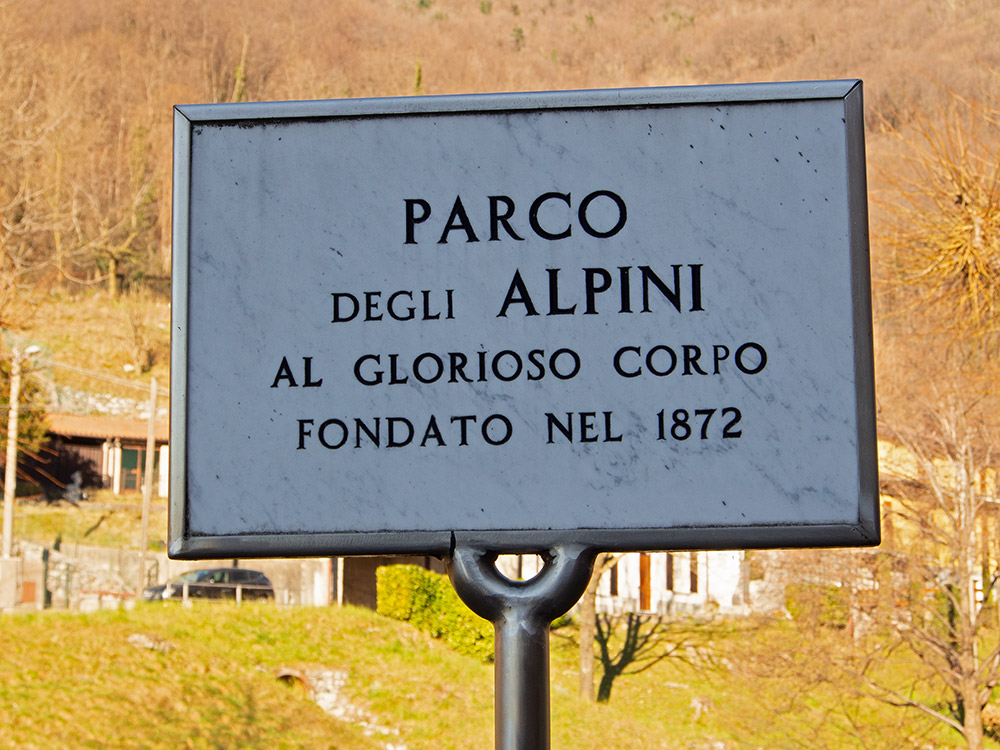 PARCO
DEGLI ALPINI
AL GLORIOSO CORPO
FONDATO NEL 1872